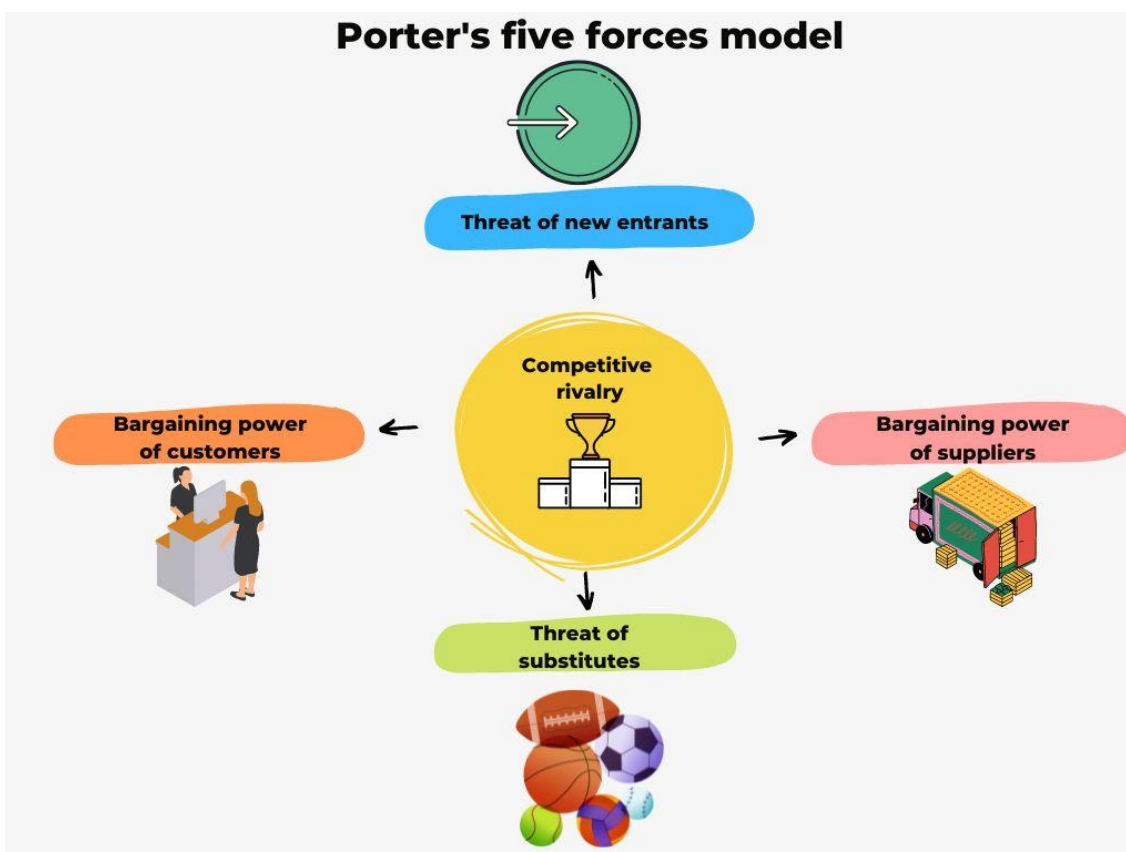 Porter's five forces model
Threat of new entrants
Competitive
rivalry
Bargaining power
of customers
Bargaining power
of suppliers
Threat of
substitutes